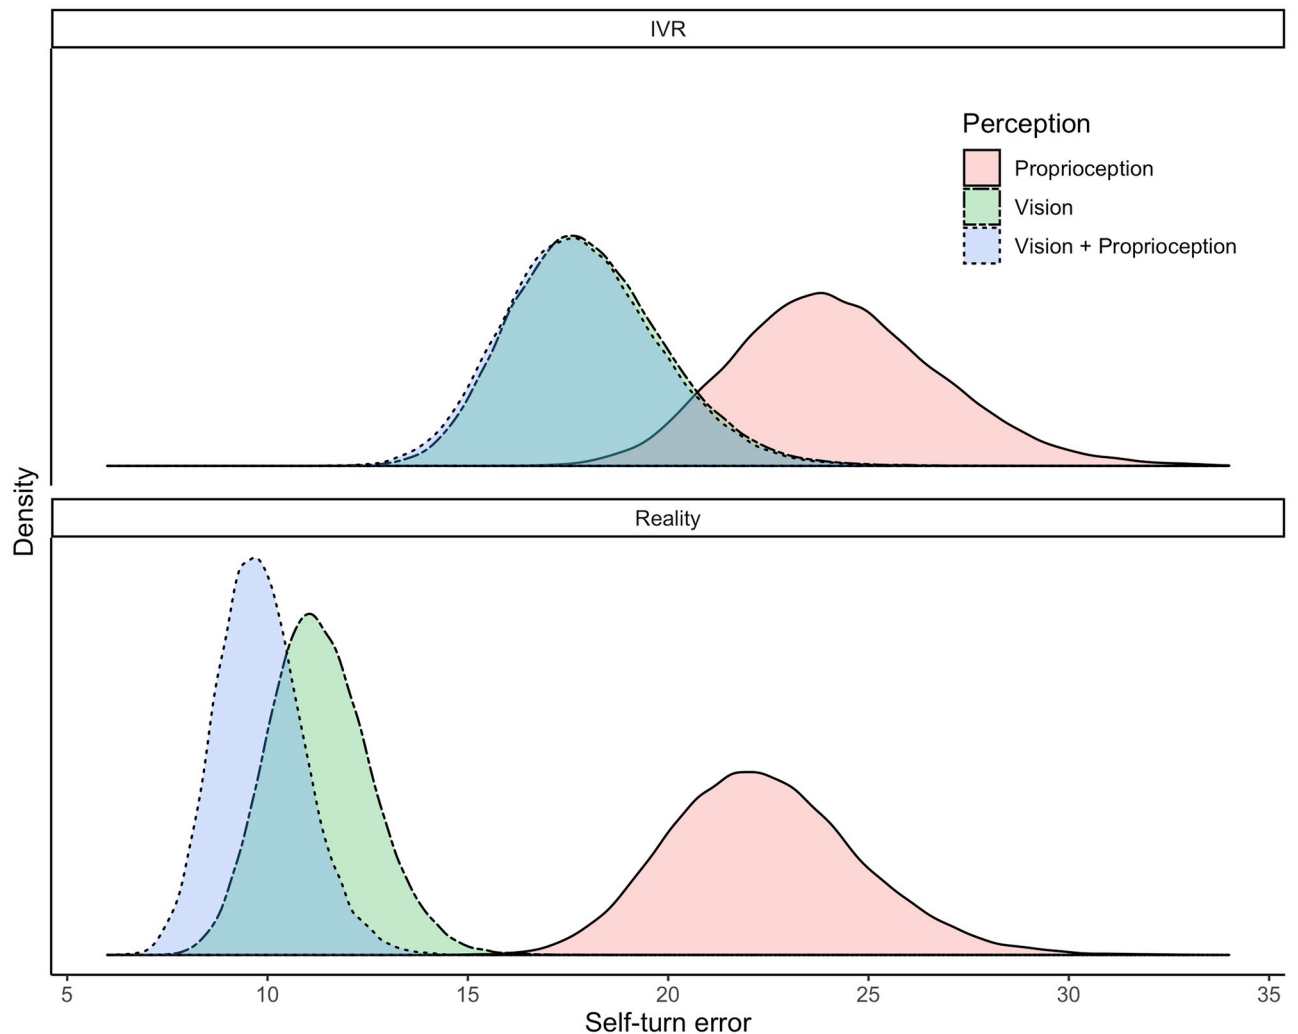 IVR
Perception
Proprioception
Vision
Vision + Proprioception
Density
Reality
5 10 15 20 25 30 35
Self-turn error